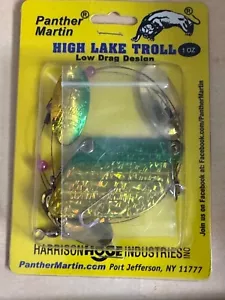 Panther
Martin
HIGH LAKE TROLL
1 OZ
Low Drag Design
Join us on Facebook at: Facebook.com/PantherMartin
HARRISON HOGE INDUSTRIES INC
PantherMartin.com Port Jefferson, NY 11777